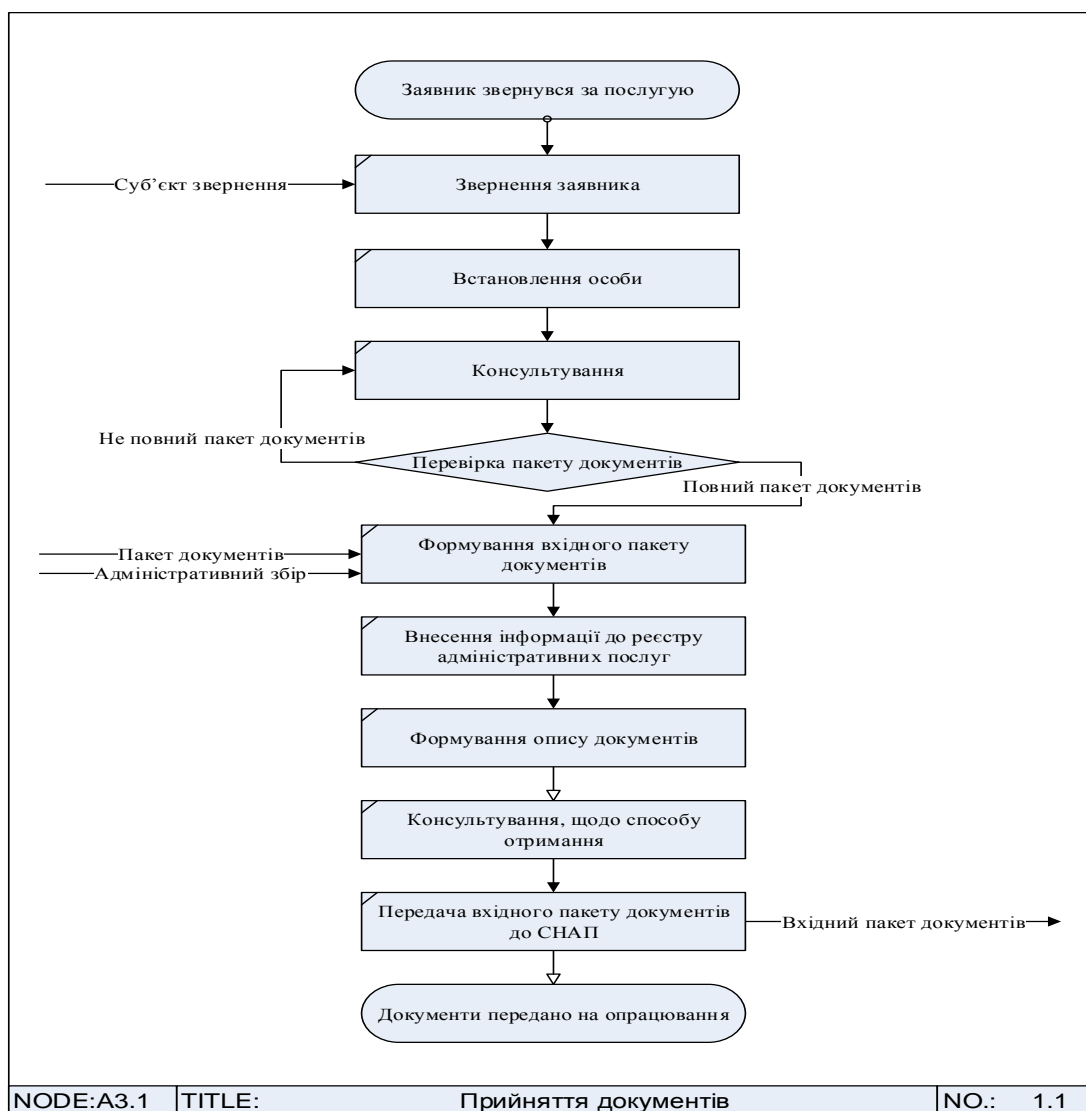 Заявник звернувся за послугую
Суб’єкт звернення
Звернення заявника
Встановлення особи
Консультування
Не повний пакет документів
Перевірка пакету документів
Повний пакет документів
Пакет документів
Адміністративний збір
Формування вхідного пакету
документів
Внесення інформації до реєстру
адміністративних послуг
Формування опису документів
Консультування, щодо способу
отримання
Передача вхідного пакету документів
до СНАП
Вхідний пакет документів
Документи передано на опрацювання
NODE:A3.1 TITLE: Прийняття документів NO.: 1.1